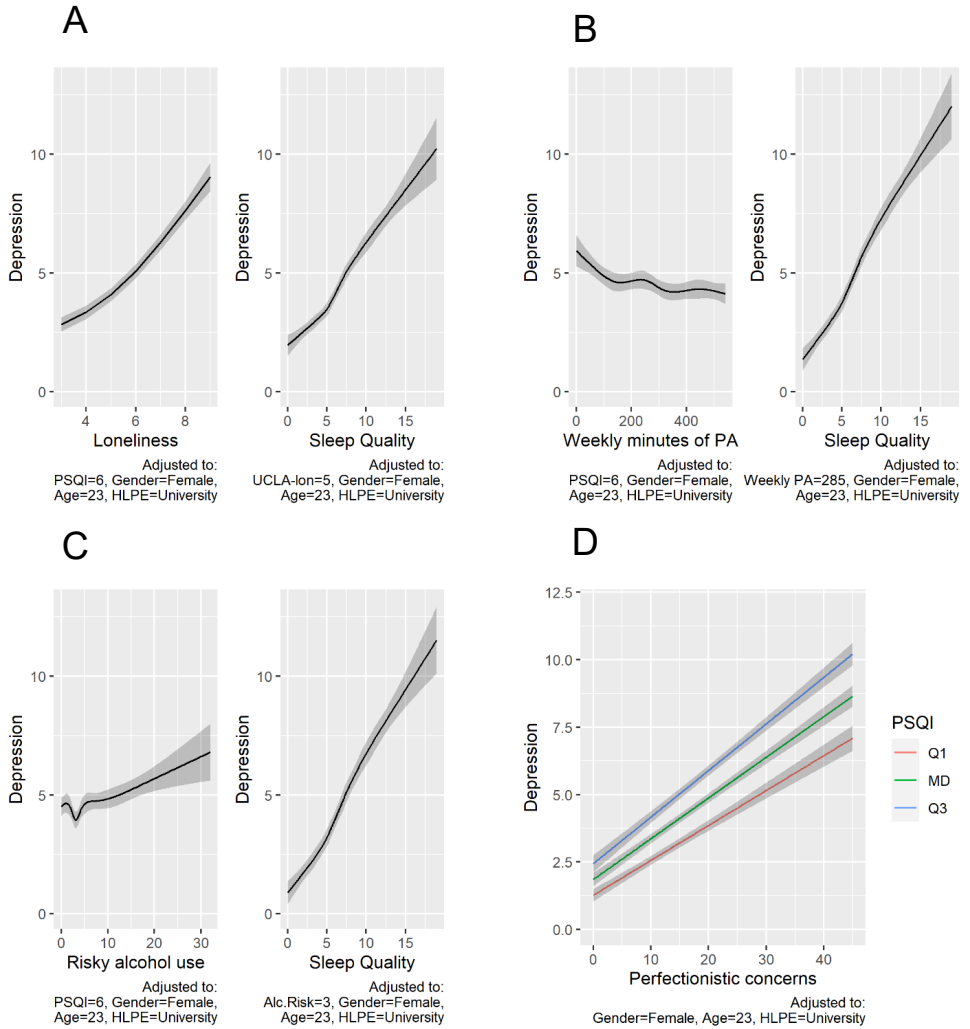 A
B
Depression
10
5
0
4
6
8
Loneliness
Adjusted to:
PSQI=6, Gender=Female,
Age=23, HLPE=University
Depression
10
5
0
0
5
10
15
Sleep Quality
Adjusted to:
UCLA-lon=5, Gender=Female,
Age=23, HLPE=University
Depression
10
5
0
0
200
400
Weekly minutes of PA
Adjusted to:
PSQI=6, Gender=Female,
Age=23, HLPE=University
Depression
10
5
0
0
5
10
15
Sleep Quality
Adjusted to:
Weekly PA=285, Gender=Female,
Age=23, HLPE=University
C
D
Depression
10
5
0
0
10
20
30
Risky alcohol use
Adjusted to:
PSQI=6, Gender=Female,
Age=23, HLPE=University
Depression
10
5
0
0
5
10
15
Sleep Quality
Adjusted to:
Alc.Risk=3, Gender=Female,
Age=23, HLPE=University
Depression
12.5
10.0
7.5
5.0
2.5
0.0
0
10
20
30
40
Perfectionistic concerns
Adjusted to:
Gender=Female, Age=23, HLPE=University
PSQI
Q1
MD
Q3